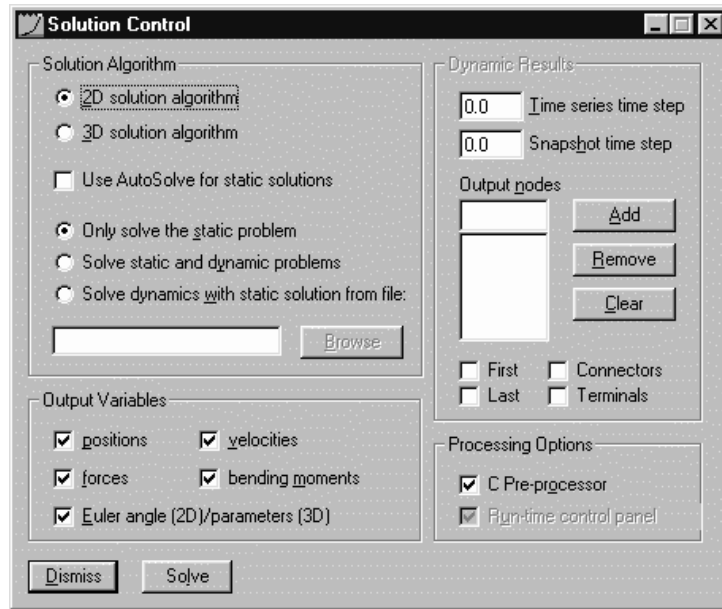 Solution Control
Solution Algorithm
2D solution algorithm
3D solution algorithm
Use AutoSolve for static solutions
Only solve the static problem
Solve static and dynamic problems
Solve dynamics with static solution from file:
Browse
Output Variables
positions
velocities
forces
bending moments
Euler angle (2D)/parameters (3D)
Dismiss
Solve
Dynamic Results
0.0 Time series time step
0.0 Snapshot time step
Output nodes
Add
Remove
Clear
First
Connectors
Last
Terminals
Processing Options
C Pre-processor
Run-time control panel